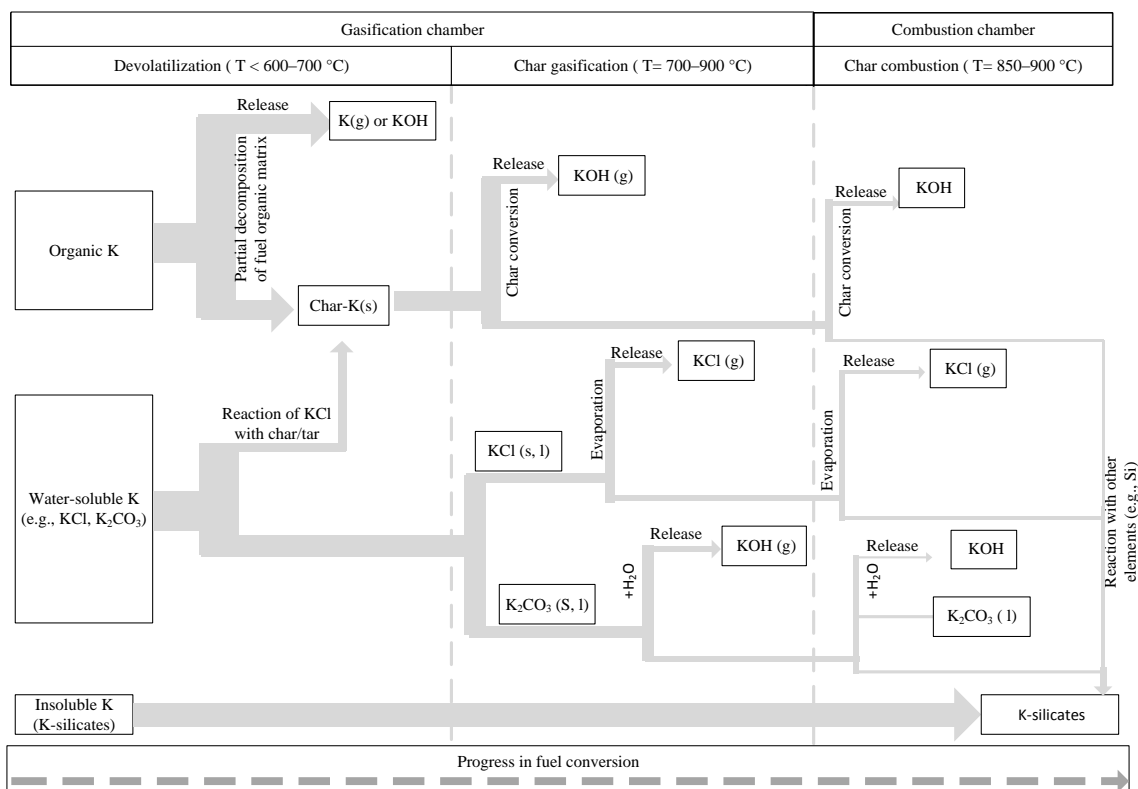 Gasification chamber
Combustion chamber
Devolatilization ( T < 600–700 °C)
Char gasification ( T= 700–900 °C)
Char combustion ( T= 850–900 °C)
Release
K(g) or KOH
Partial decomposition
of fuel organic matrix
Organic K
Char-K(s)
Release
KOH (g)
Char conversion
Release
KOH
Char conversion
Reaction of KCl
with char/tar
Water-soluble K
(e.g., KCl, K₂CO₃)
KCl (s, l)
Evaporation
Release
KCl (g)
Evaporation
Release
KCl (g)
K₂CO₃ (S, l)
+H₂O
Release
KOH (g)
+H₂O
Release
KOH
K₂CO₃ ( l)
Reaction with other
elements (e.g., Si)
Insoluble K
(K-silicates)
K-silicates
Progress in fuel conversion